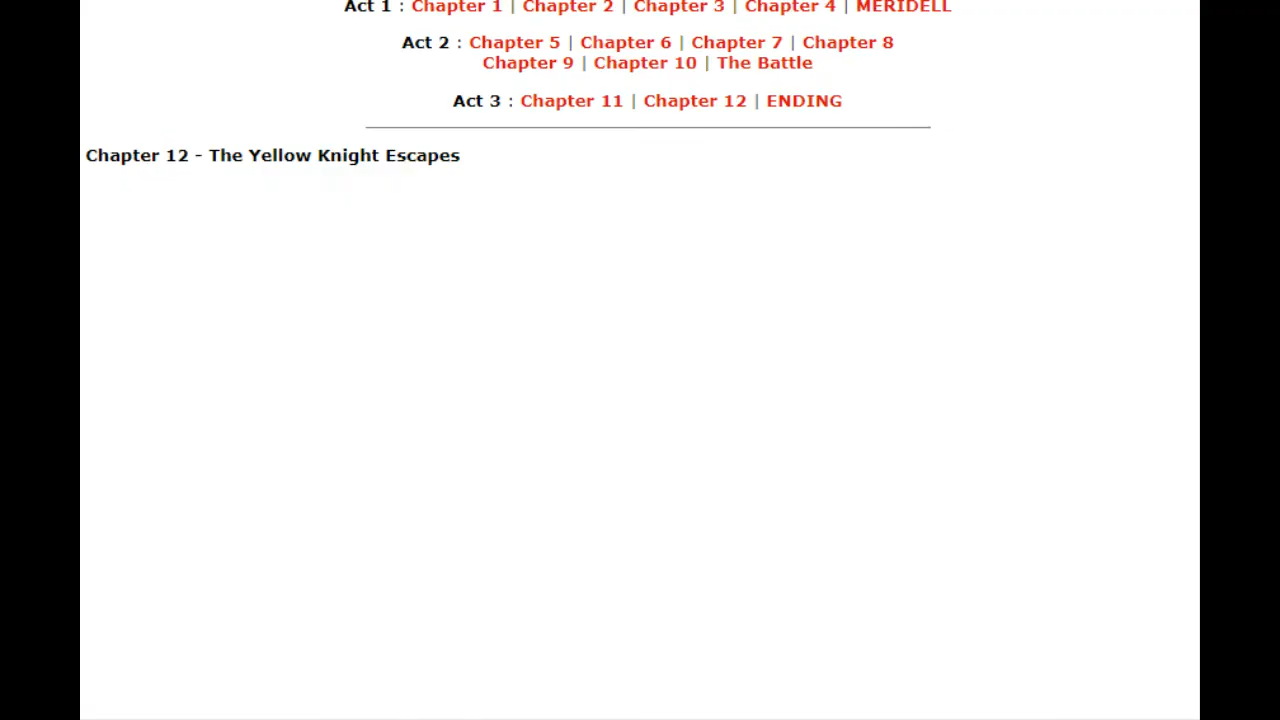 Act 1 : Chapter 1 | Chapter 2 | Chapter 3 | Chapter 4 | MERIDELL
Act 2 : Chapter 5 | Chapter 6 | Chapter 7 | Chapter 8
Chapter 9 | Chapter 10 | The Battle
Act 3 : Chapter 11 | Chapter 12 | ENDING
Chapter 12 - The Yellow Knight Escapes